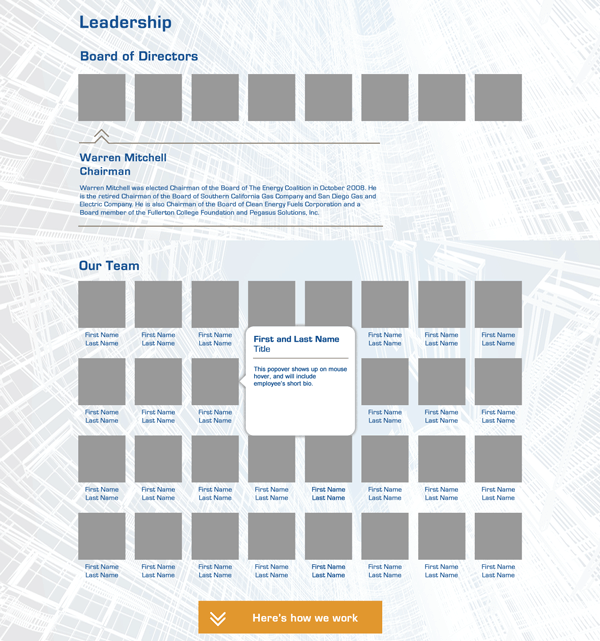 Leadership
Board of Directors
Warren Mitchell
Chairman
Warren Mitchell was elected Chairman of the Board of The Energy Coalition in October 2008. He
is the retired Chairman of the Board of Southern California Gas Company and San Diego Gas and
Electric Company. He is also Chairman of the Board of Clean Energy Fuels Corporation and a
Board member of the Fullerton College Foundation and Pegasus Solutions, Inc.
Our Team
First Name First Name First Name First Name First Name First Name
Last Name Last Name Last Name Last Name Last Name Last Name
First and Last Name
Title
This popover shows up on mouse
hover, and will include
employee's short bio.
First Name First Name First Name First Name First Name First Name
Last Name Last Name Last Name Last Name Last Name Last Name
First Name First Name First Name First Name First Name First Name First Name First Name
Last Name Last Name Last Name Last Name Last Name Last Name Last Name Last Name
First Name First Name First Name First Name First Name First Name First Name First Name
Last Name Last Name Last Name Last Name Last Name Last Name Last Name Last Name
Here's how we work